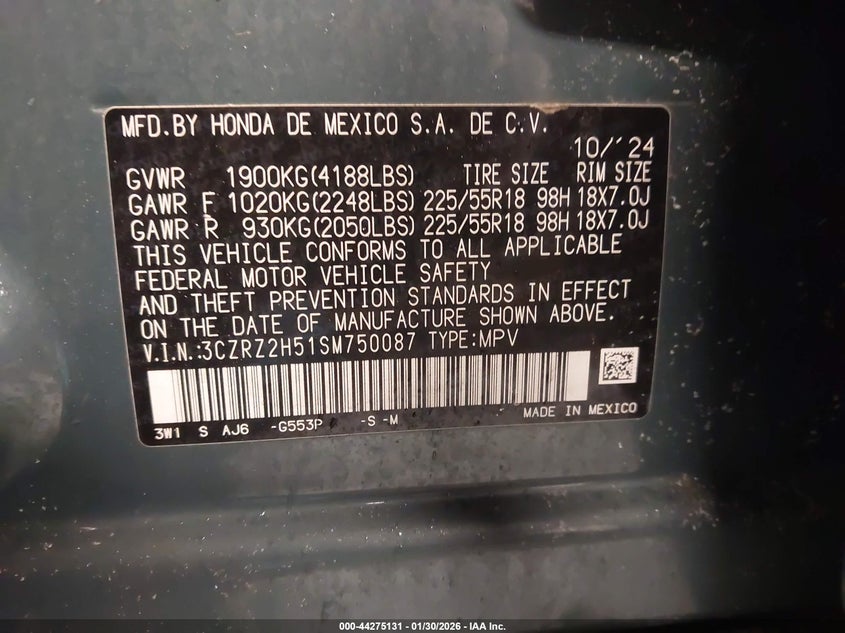 MFD.BY HONDA DE MEXICO S.A. DE C.V.
10/'24
GVWR 1900KG(4188LBS) TIRE SIZE RIM SIZE
GAWR F 1020KG(2248LBS) 225/55R18 98H 18X7.0J
GAWR R 930KG(2050LBS) 225/55R18 98H 18X7.0J
THIS VEHICLE CONFORMS TO ALL APPLICABLE
FEDERAL MOTOR VEHICLE SAFETY
AND THEFT PREVENTION STANDARDS IN EFFECT
ON THE DATE OF MANUFACTURE SHOWN ABOVE.
V.I.N.:3CZRZ2H51SM750087 TYPE:MPV
MADE IN MEXICO
3W1 S AJ6 -G553P -S -M
000-44275131 - 01/30/2026 - IAA Inc.